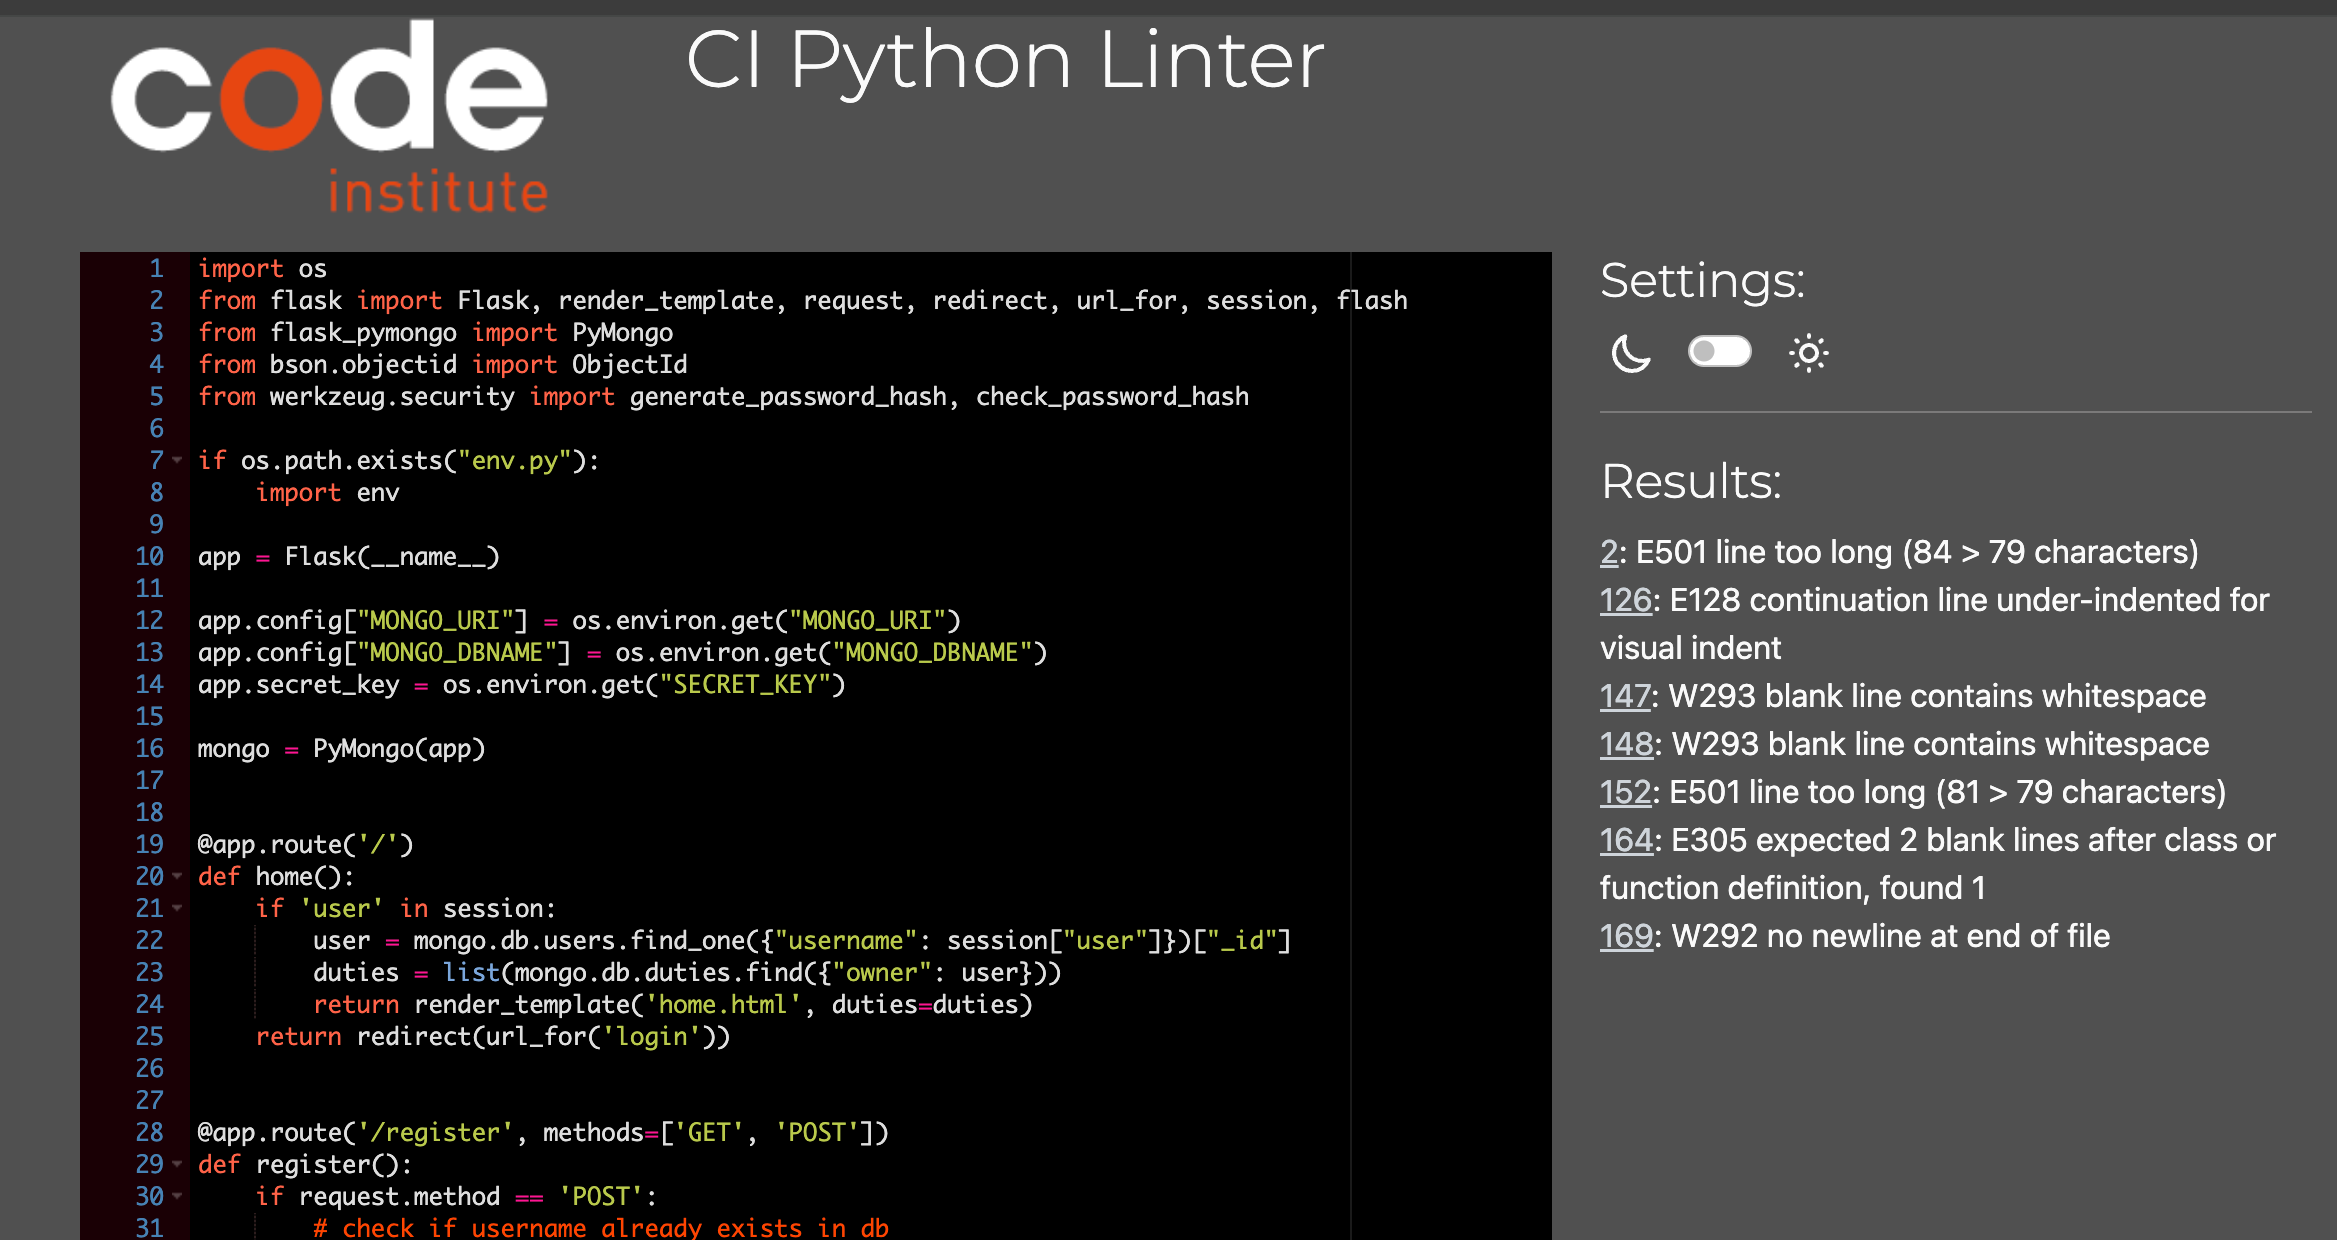 code
institute
CI Python Linter
1 import os
2 from flask import Flask, render_template, request, redirect, url_for, session, flash
3 from flask_pymongo import PyMongo
4 from bson.objectid import ObjectId
5 from werkzeug.security import generate_password_hash, check_password_hash
6
7 if os.path.exists("env.py"):
8     import env
9
10 app = Flask(__name__)
11
12 app.config["MONGO_URI"] = os.environ.get("MONGO_URI")
13 app.config["MONGO_DBNAME"] = os.environ.get("MONGO_DBNAME")
14 app.secret_key = os.environ.get("SECRET_KEY")
15
16 mongo = PyMongo(app)
17
18
19 @app.route('/')
20 def home():
21     if 'user' in session:
22         user = mongo.db.users.find_one({"username": session["user"]})["_id"]
23         duties = list(mongo.db.duties.find({"owner": user}))
24         return render_template('home.html', duties=duties)
25     return redirect(url_for('login'))
26
27
28 @app.route('/register', methods=['GET', 'POST'])
29 def register():
30     if request.method == 'POST':
31         # check if username already exists in db
Settings:
Results:
2: E501 line too long (84 > 79 characters)
126: E128 continuation line under-indented for
visual indent
147: W293 blank line contains whitespace
148: W293 blank line contains whitespace
152: E501 line too long (81 > 79 characters)
164: E305 expected 2 blank lines after class or
function definition, found 1
169: W292 no newline at end of file